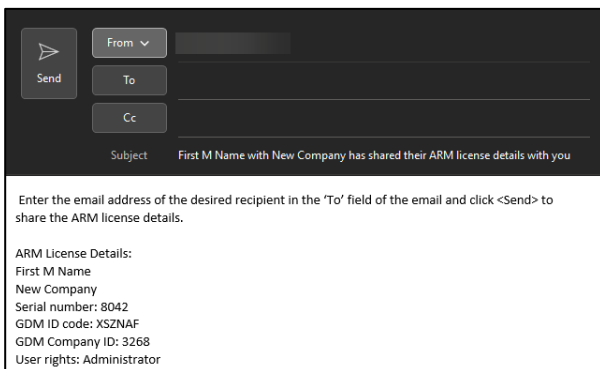 From
Send
To
Cc
Subject First M Name with New Company has shared their ARM license details with you
Enter the email address of the desired recipient in the ‘To’ field of the email and click <Send> to
share the ARM license details.
ARM License Details:
First M Name
New Company
Serial number: 8042
GDM ID code: XSZNAF
GDM Company ID: 3268
User rights: Administrator